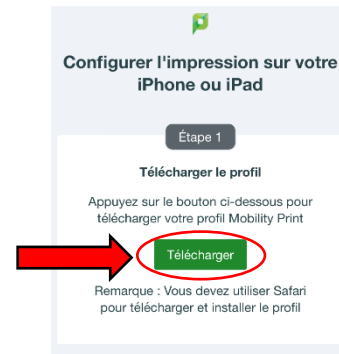 Configurer l'impression sur votre
iPhone ou iPad
Étape 1
Télécharger le profil
Appuyez sur le bouton ci-dessous pour
télécharger votre profil Mobility Print
Télécharger
Remarque : Vous devez utiliser Safari
pour télécharger et installer le profil